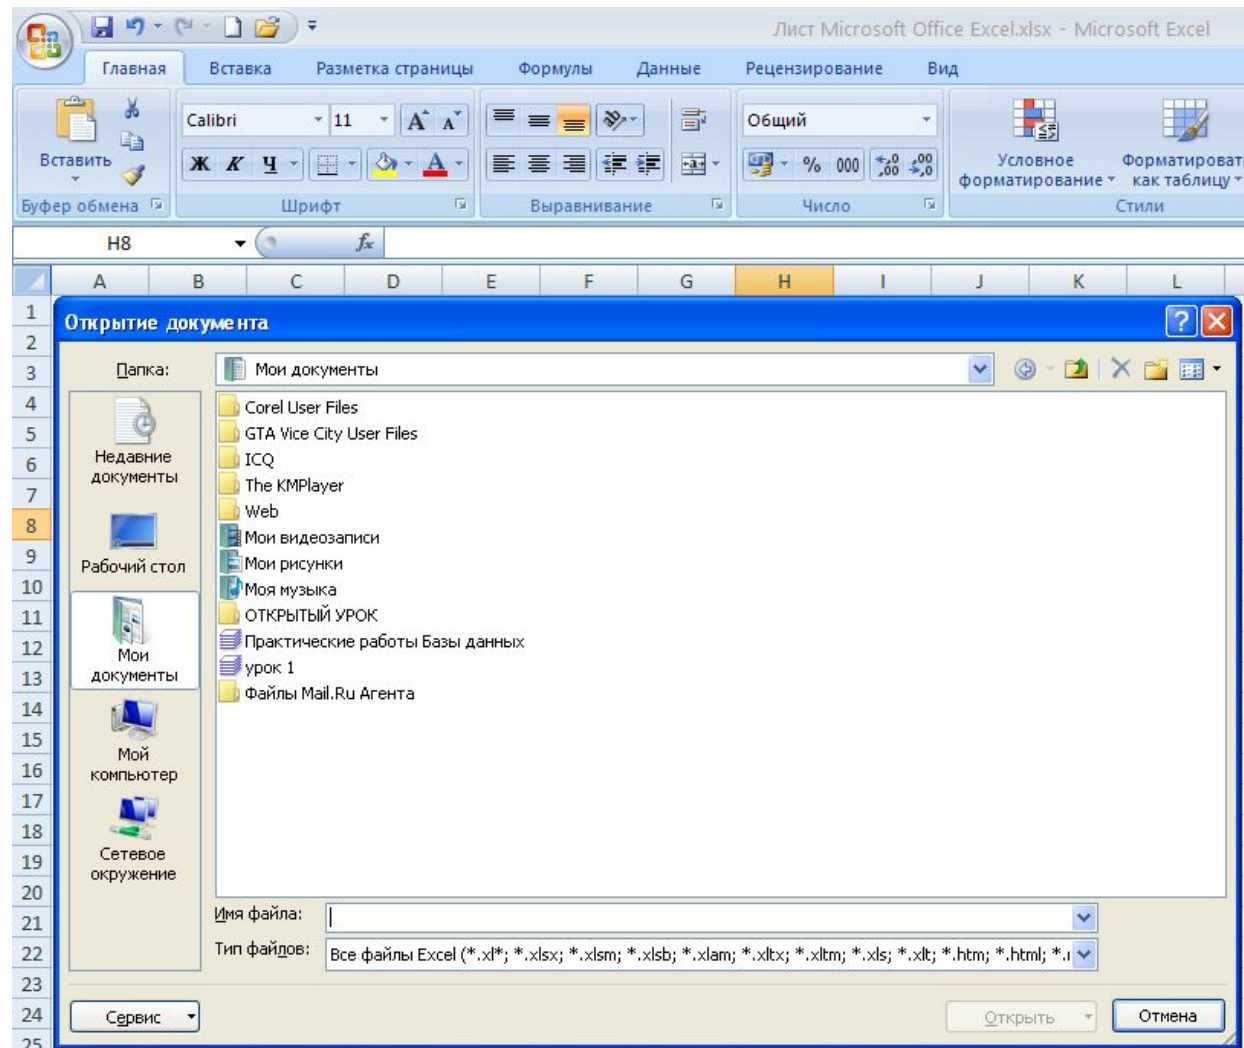 Лист Microsoft Office Excel.xlsx - Microsoft Excel
Главная Вставка Разметка страницы Формулы Данные Рецензирование Вид
Вставить
Calibri 11 A A
Общий
Ж К Ч
% 000 ,0 ,00 ,00 ,0
Условное форматирование
Форматировать как таблицу
Буфер обмена Шрифт Выравнивание Число Стили
H8 fx
A B C D E F G H I J K L
1
2
3
4
5
6
7
8
9
10
11
12
13
14
15
16
17
18
19
20
21
22
23
24
25
Открытие документа
Папка: Мои документы
Недавние
документы
Рабочий стол
Мои
документы
Мой
компьютер
Сетевое
окружение
Corel User Files
GTA Vice City User Files
ICQ
The KMPlayer
Web
Мои видеозаписи
Мои рисунки
Моя музыка
ОТКРЫТЫЙ УРОК
Практические работы Базы данных
урок 1
Файлы Mail.Ru Агента
Имя файла:
Тип файлов: Все файлы Excel (*.xl*; *.xlsx; *.xlsm; *.xlsb; *.xlam; *.xltx; *.xltm; *.xls; *.xlt; *.htm; *.html;
Сервис Открыть Отмена